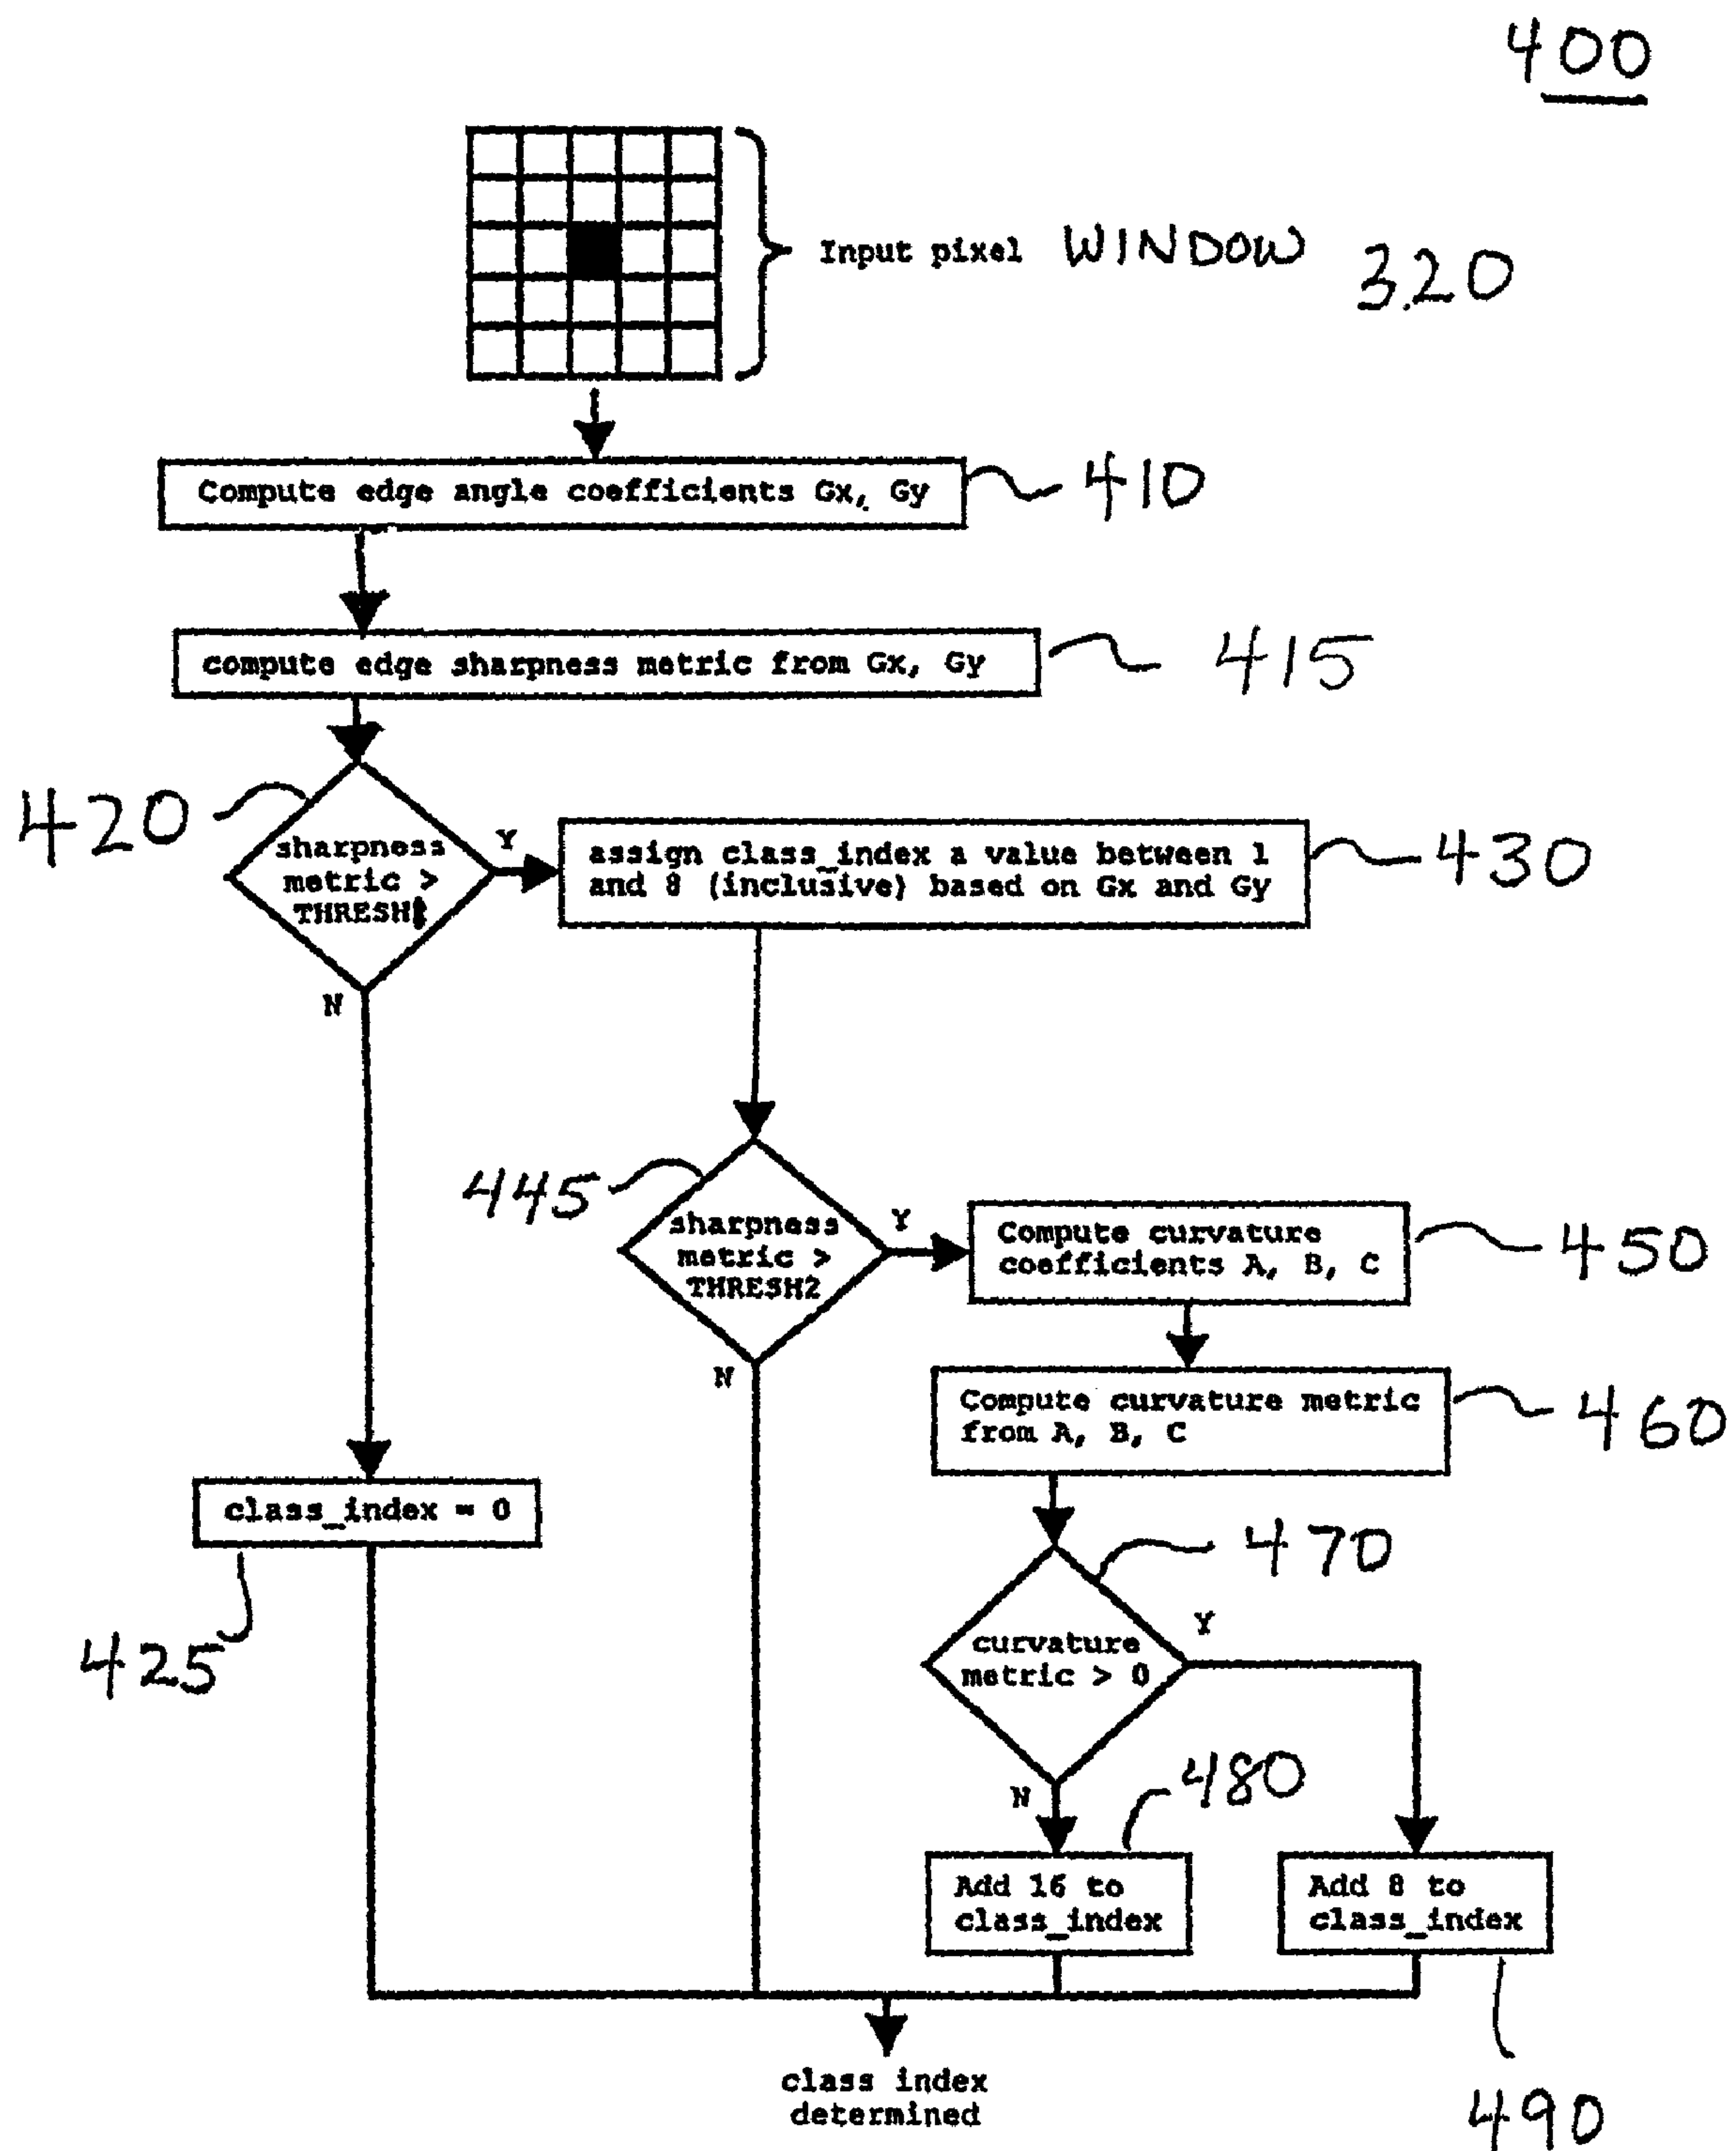 400
Input pixel WINDOW 320
Compute edge angle coefficients Gx, Gy
410
compute edge sharpness metric from Gx, Gy
415
420
sharpness
metric >
THRESH1
Y
N
assign class_index a value between 1
and 8 (inclusive) based on Gx and Gy
430
445
sharpness
metric >
THRESH2
Y
N
Compute curvature
coefficients A, B, C
450
Compute curvature metric
from A, B, C
460
class_index = 0
425
470
curvature
metric > 0
Y
N
480
Add 16 to
class_index
Add 8 to
class_index
490
class index
determined